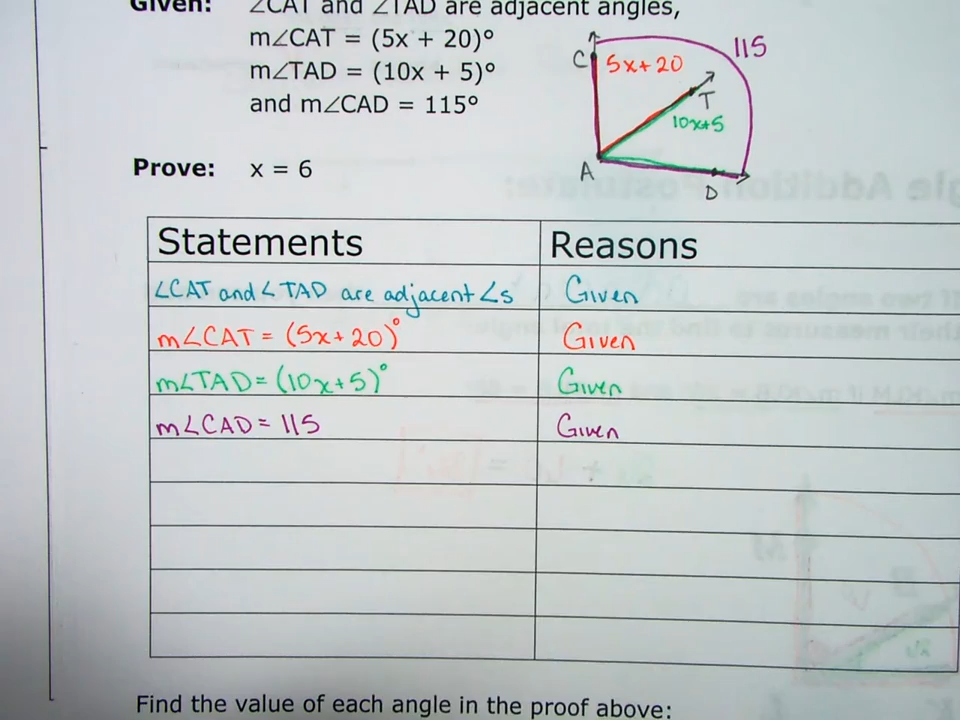 Given: ∠CAT and ∠TAD are adjacent angles,
m∠CAT = (5x + 20)°
m∠TAD = (10x + 5)°
and m∠CAD = 115°
Prove: x = 6
115
C 5x+20
T
10x+5
A
D
Statements Reasons
∠CAT and ∠TAD are adjacent ∠s Given
m∠CAT = (5x+20)° Given
m∠TAD = (10x+5)° Given
m∠CAD = 115 Given
Find the value of each angle in the proof above: